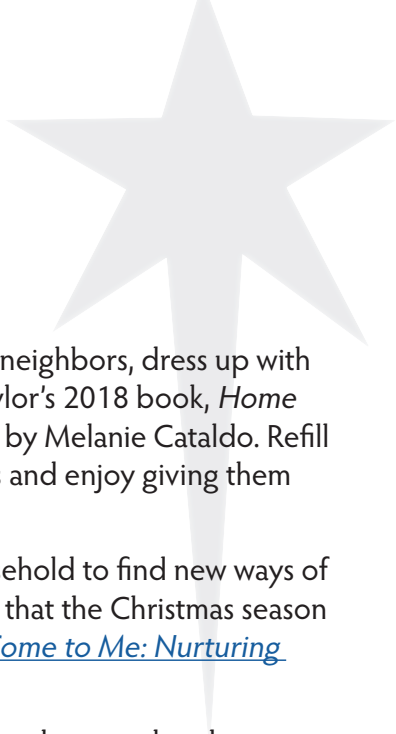 neighbors, dress up with
ylor's 2018 book, Home
by Melanie Cataldo. Refill
s and enjoy giving them
sehold to find new ways of
that the Christmas season
ome to Me: Nurturing